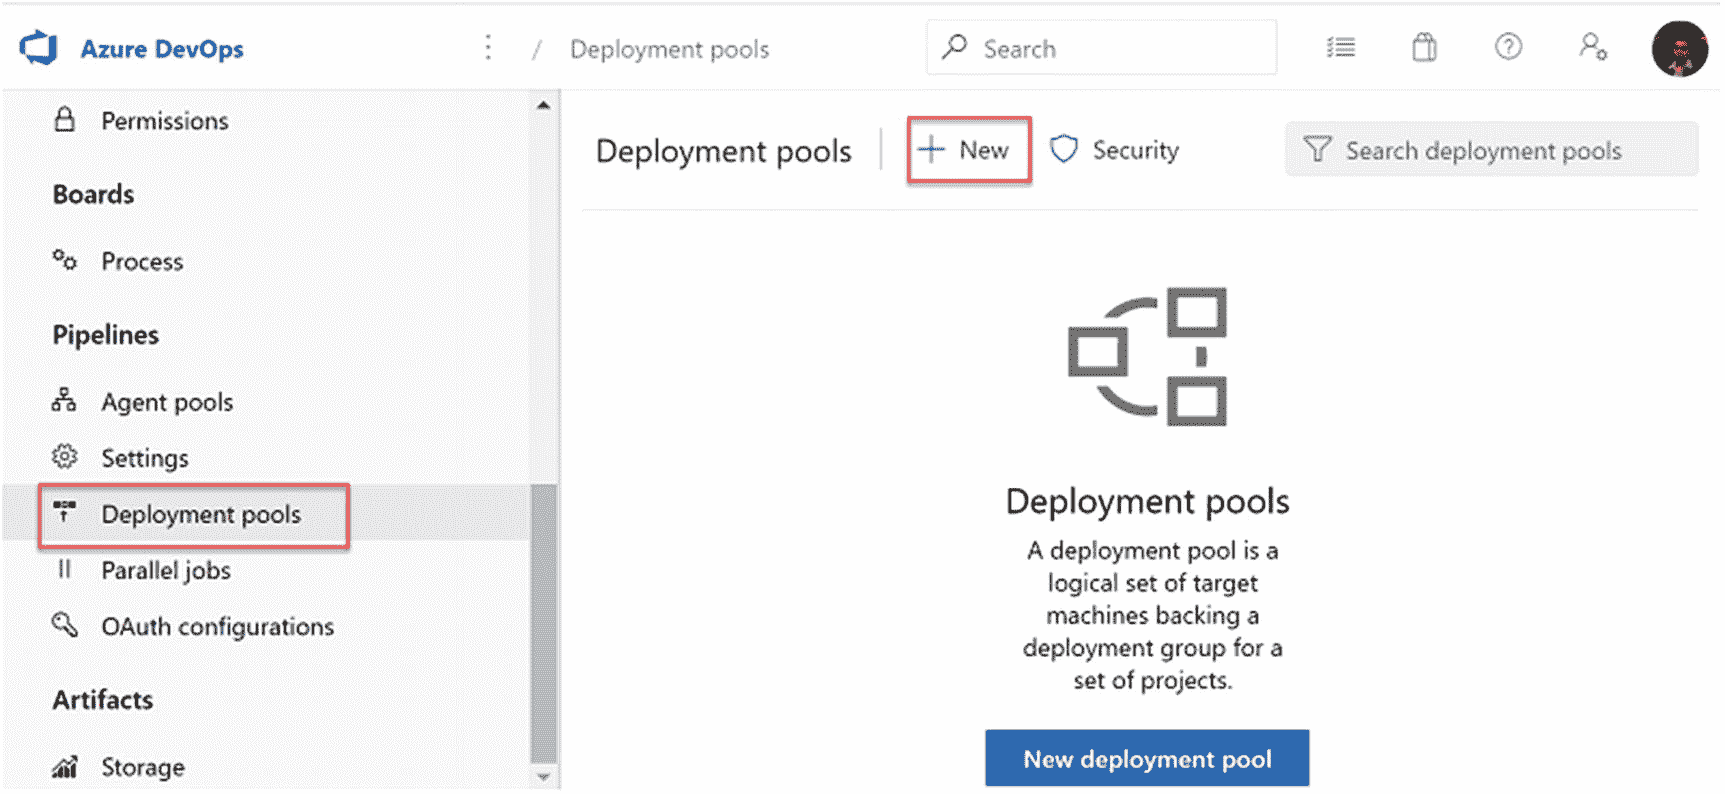 Azure DevOps
/ Deployment pools
Search
Permissions
Boards
Process
Pipelines
Agent pools
Settings
Deployment pools
Parallel jobs
OAuth configurations
Artifacts
Storage
Deployment pools
+ New
Security
Search deployment pools
Deployment pools
A deployment pool is a
logical set of target
machines backing a
deployment group for a
set of projects.
New deployment pool